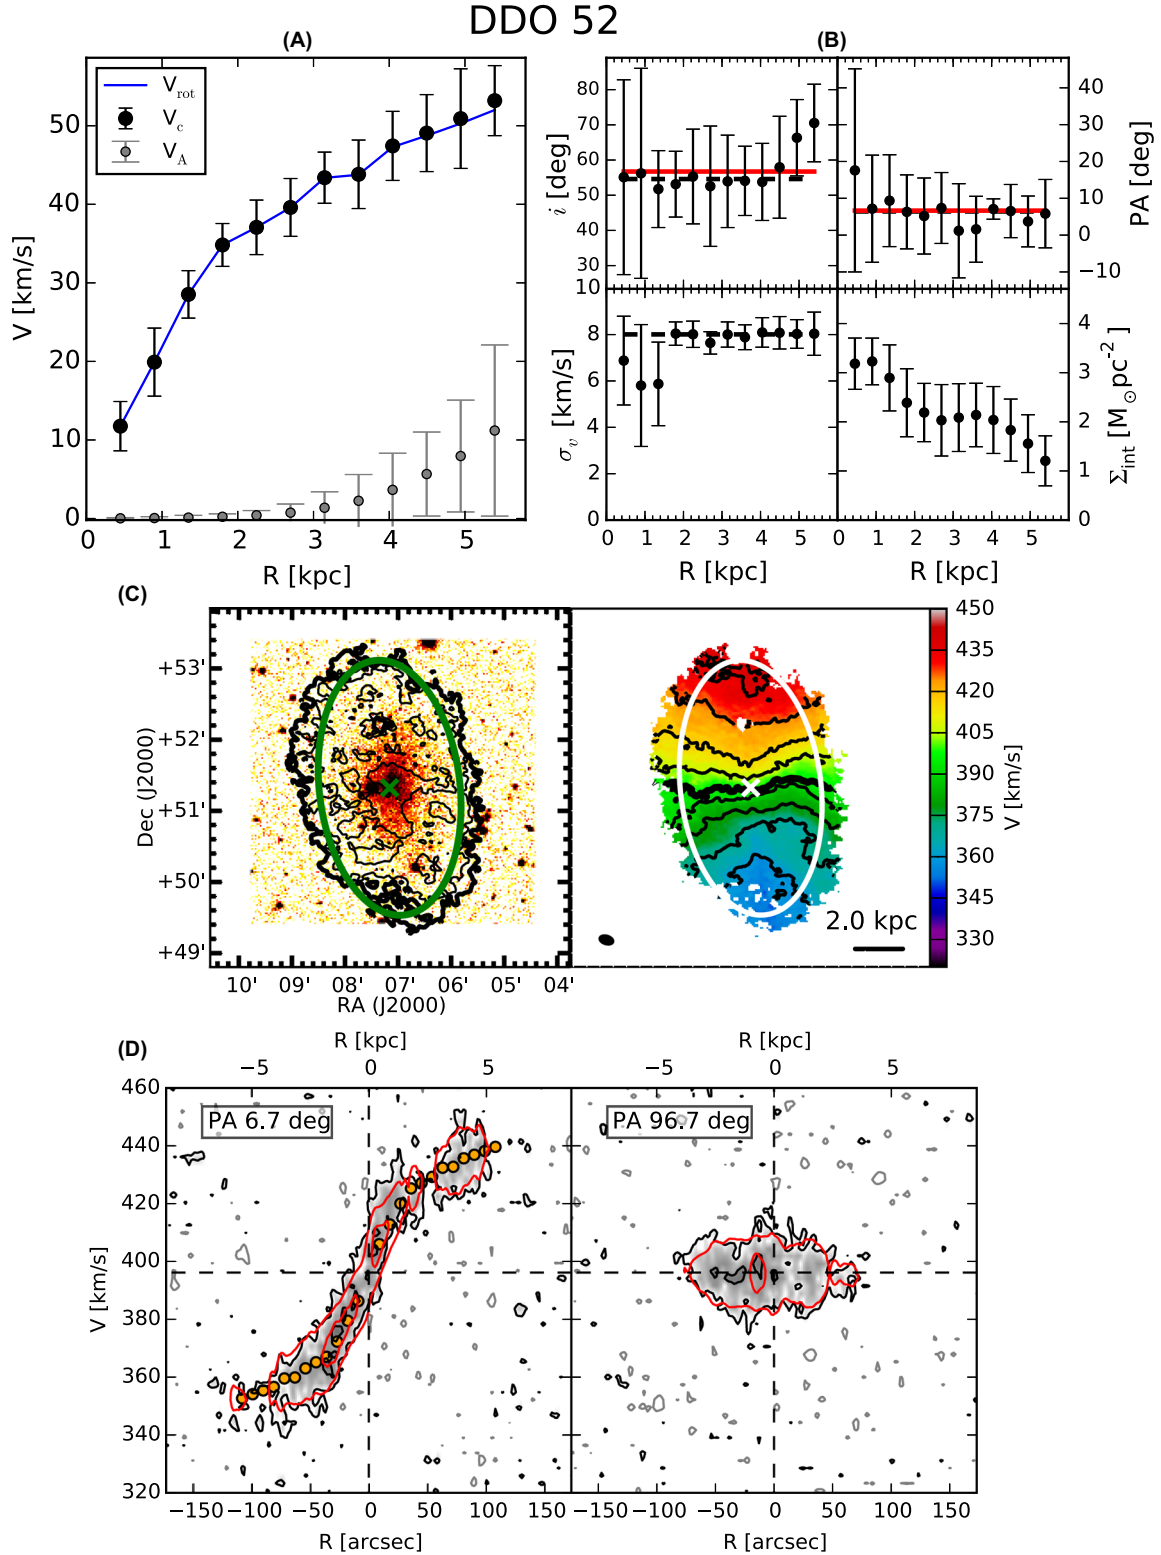 DDO 52
(A)
(B)
V_rot
V_c
V_A
50
40
30
20
10
0
V [km/s]
0 1 2 3 4 5
R [kpc]
80
70
60
50
40
30
i [deg]
40
30
20
10
0
−10
PA [deg]
10
8
6
4
2
0
σ_v [km/s]
4
3
2
1
0
Σ_int [M_⊙pc^-2]
0 1 2 3 4 5
0 1 2 3 4 5
R [kpc]
R [kpc]
(C)
+53'
+52'
+51'
+50'
+49'
Dec (J2000)
10' 09' 08' 07' 06' 05' 04'
RA (J2000)
2.0 kpc
450
435
420
405
390
375
360
345
330
V [km/s]
(D)
R [kpc]
R [kpc]
−5 0 5
−5 0 5
460
440
420
400
380
360
340
320
V [km/s]
PA 6.7 deg
PA 96.7 deg
−150 −100 −50 0 50 100 150
−150 −100 −50 0 50 100 150
R [arcsec]
R [arcsec]